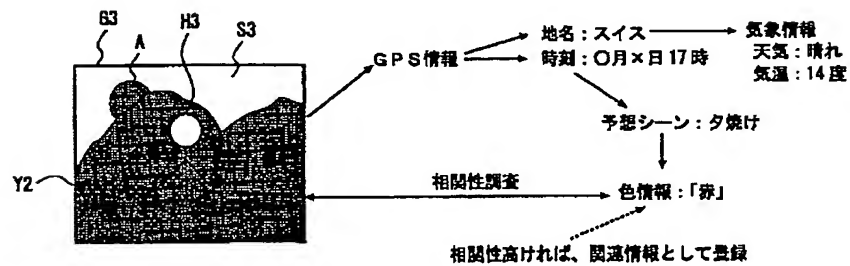 G3
A
H3
S3
Y2
GPS情報
地名:スイス
時刻:〇月×日17時
気象情報
天気:晴れ
気温:14度
予想シーン:夕焼け
相関性調査
色情報:「赤」
相関性高ければ、関連情報として登録